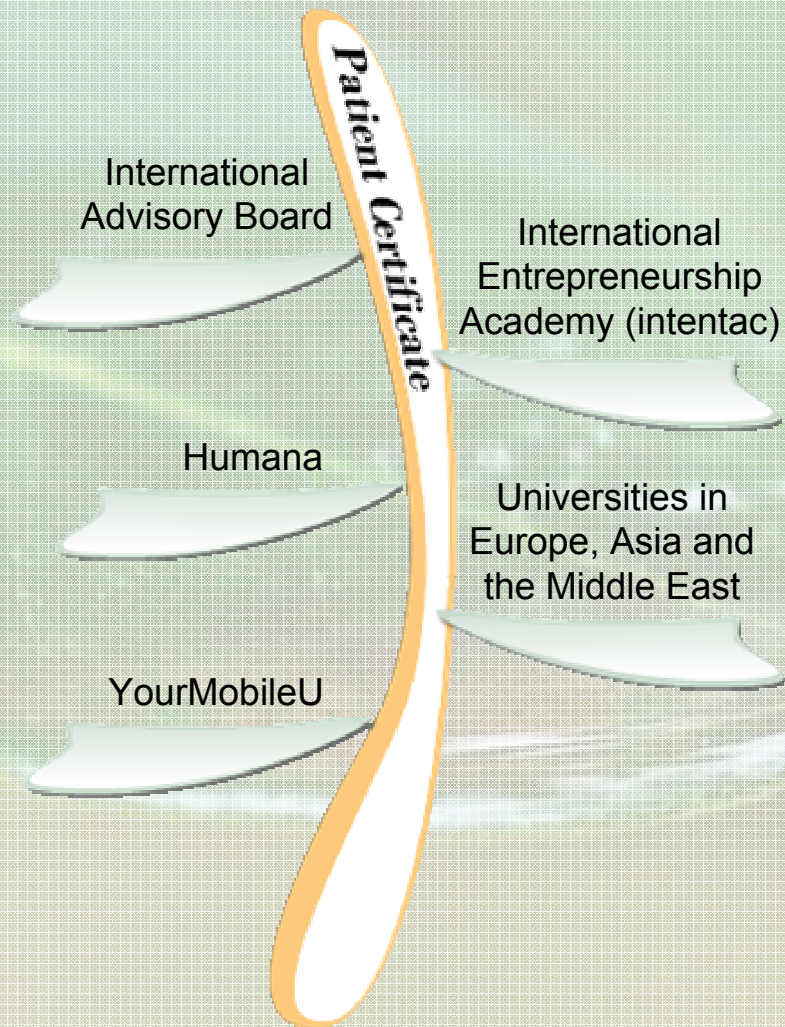 Patient Certificate
International
Advisory Board
International
Entrepreneurship
Academy (intentac)
Humana
Universities in
Europe, Asia and
the Middle East
YourMobileU